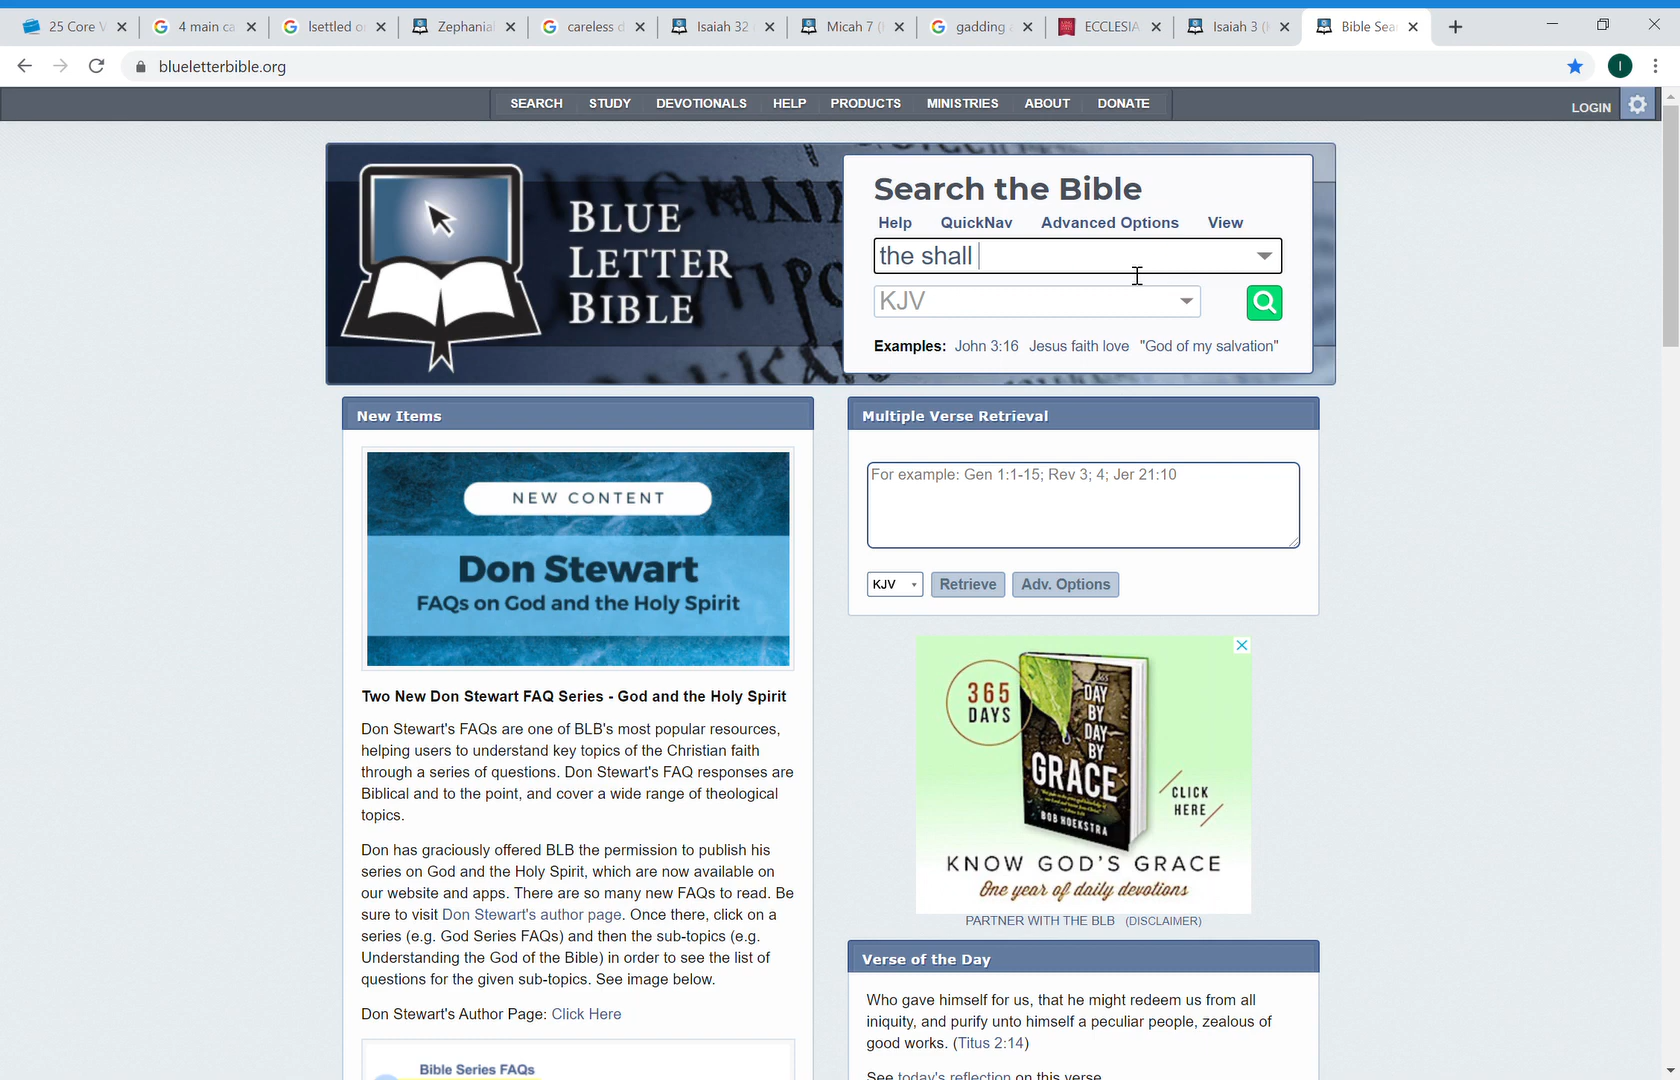 25 Core V
4 main ca
lsettled o
Zephaniah
careless d
Isaiah 32
Micah 7 (
gadding a
ECCLESIA
Isaiah 3 (K
Bible Sear
blueletterbible.org
I
SEARCH STUDY DEVOTIONALS HELP PRODUCTS MINISTRIES ABOUT DONATE
LOGIN
BLUE
LETTER
BIBLE
Search the Bible
Help QuickNav Advanced Options View
the shall
KJV
Examples: John 3:16 Jesus faith love "God of my salvation"
New Items
NEW CONTENT
Don Stewart
FAQs on God and the Holy Spirit
Two New Don Stewart FAQ Series - God and the Holy Spirit
Don Stewart's FAQs are one of BLB's most popular resources,
helping users to understand key topics of the Christian faith
through a series of questions. Don Stewart's FAQ responses are
Biblical and to the point, and cover a wide range of theological
topics.
Don has graciously offered BLB the permission to publish his
series on God and the Holy Spirit, which are now available on
our website and apps. There are so many new FAQs to read. Be
sure to visit Don Stewart's author page. Once there, click on a
series (e.g. God Series FAQs) and then the sub-topics (e.g.
Understanding the God of the Bible) in order to see the list of
questions for the given sub-topics. See image below.
Don Stewart's Author Page: Click Here
Bible Series FAQs
Multiple Verse Retrieval
For example: Gen 1:1-15; Rev 3; 4; Jer 21:10
KJV Retrieve Adv. Options
365
DAYS
DAY
BY
DAY BY
GRACE
BOB HOEKSTRA
CLICK
HERE
KNOW GOD'S GRACE
One year of daily devotions
PARTNER WITH THE BLB (DISCLAIMER)
Verse of the Day
Who gave himself for us, that he might redeem us from all
iniquity, and purify unto himself a peculiar people, zealous of
good works. (Titus 2:14)
See today's reflection on this verse